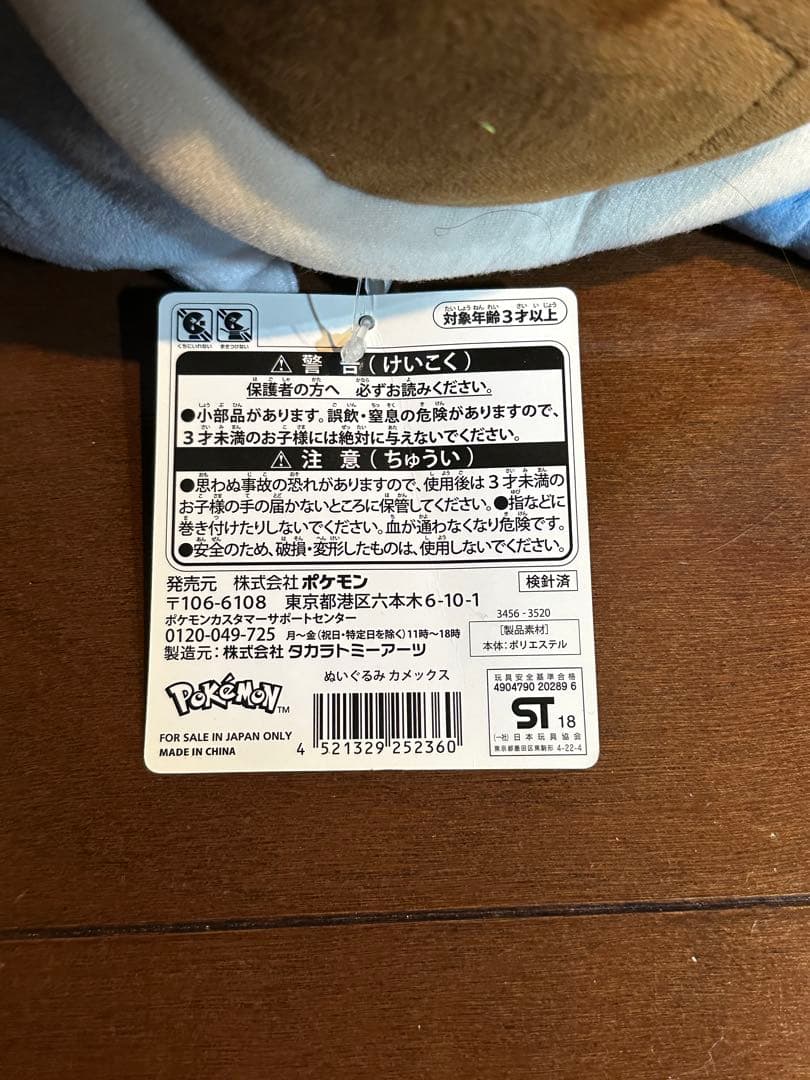 くちにいれない
まきつけない
対象年齢3才以上
警告(けいこく)
保護者の方へ 必ずお読みください。
●小部品があります。誤飲・窒息の危険がありますので、
3才未満のお子様には絶対に与えないでください。
注意(ちゅうい)
●思わぬ事故の恐れがありますので、使用後は3才未満の
お子様の手の届かないところに保管してください。●指などに
巻き付けたりしないでください。血が通わなくなり危険です。
●安全のため、破損・変形したものは、使用しないでください。
発売元 株式会社ポケモン
検針済
〒106-6108 東京都港区六本木6-10-1
ポケモンカスタマーサポートセンター
0120-049-725 月〜金(祝日・特定日を除く)11時〜18時
製造元:株式会社 タカラトミーアーツ
3456-3520
[製品素材]
本体:ポリエステル
POKéMON TM
ぬいぐるみ カメックス
FOR SALE IN JAPAN ONLY
MADE IN CHINA
4 521329 252360
玩具安全基準合格
4904790 20289 6
ST 18
(一社)日本玩具協会
東京都墨田区東駒形 4-22-4